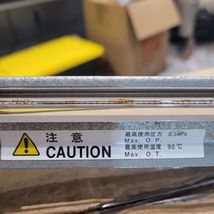 注意
CAUTION
最高使用圧力 0.5MPa
Max. O.P.
最高使用温度 90℃
Max. O.T.